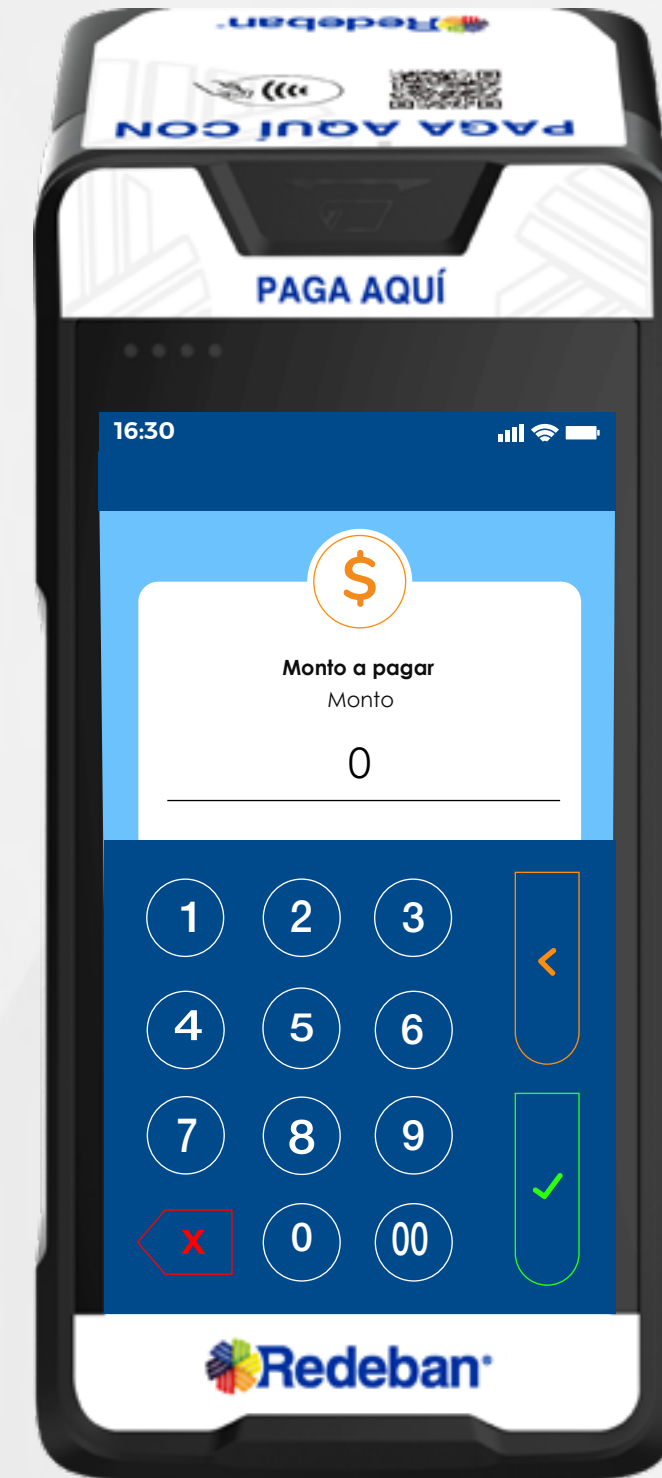 Redeban
PAGA AQUÍ CON
PAGA AQUÍ
16:30
$
Monto a pagar
Monto
0
1 2 3
<
4 5 6
7 8 9
X 0 00
Redeban